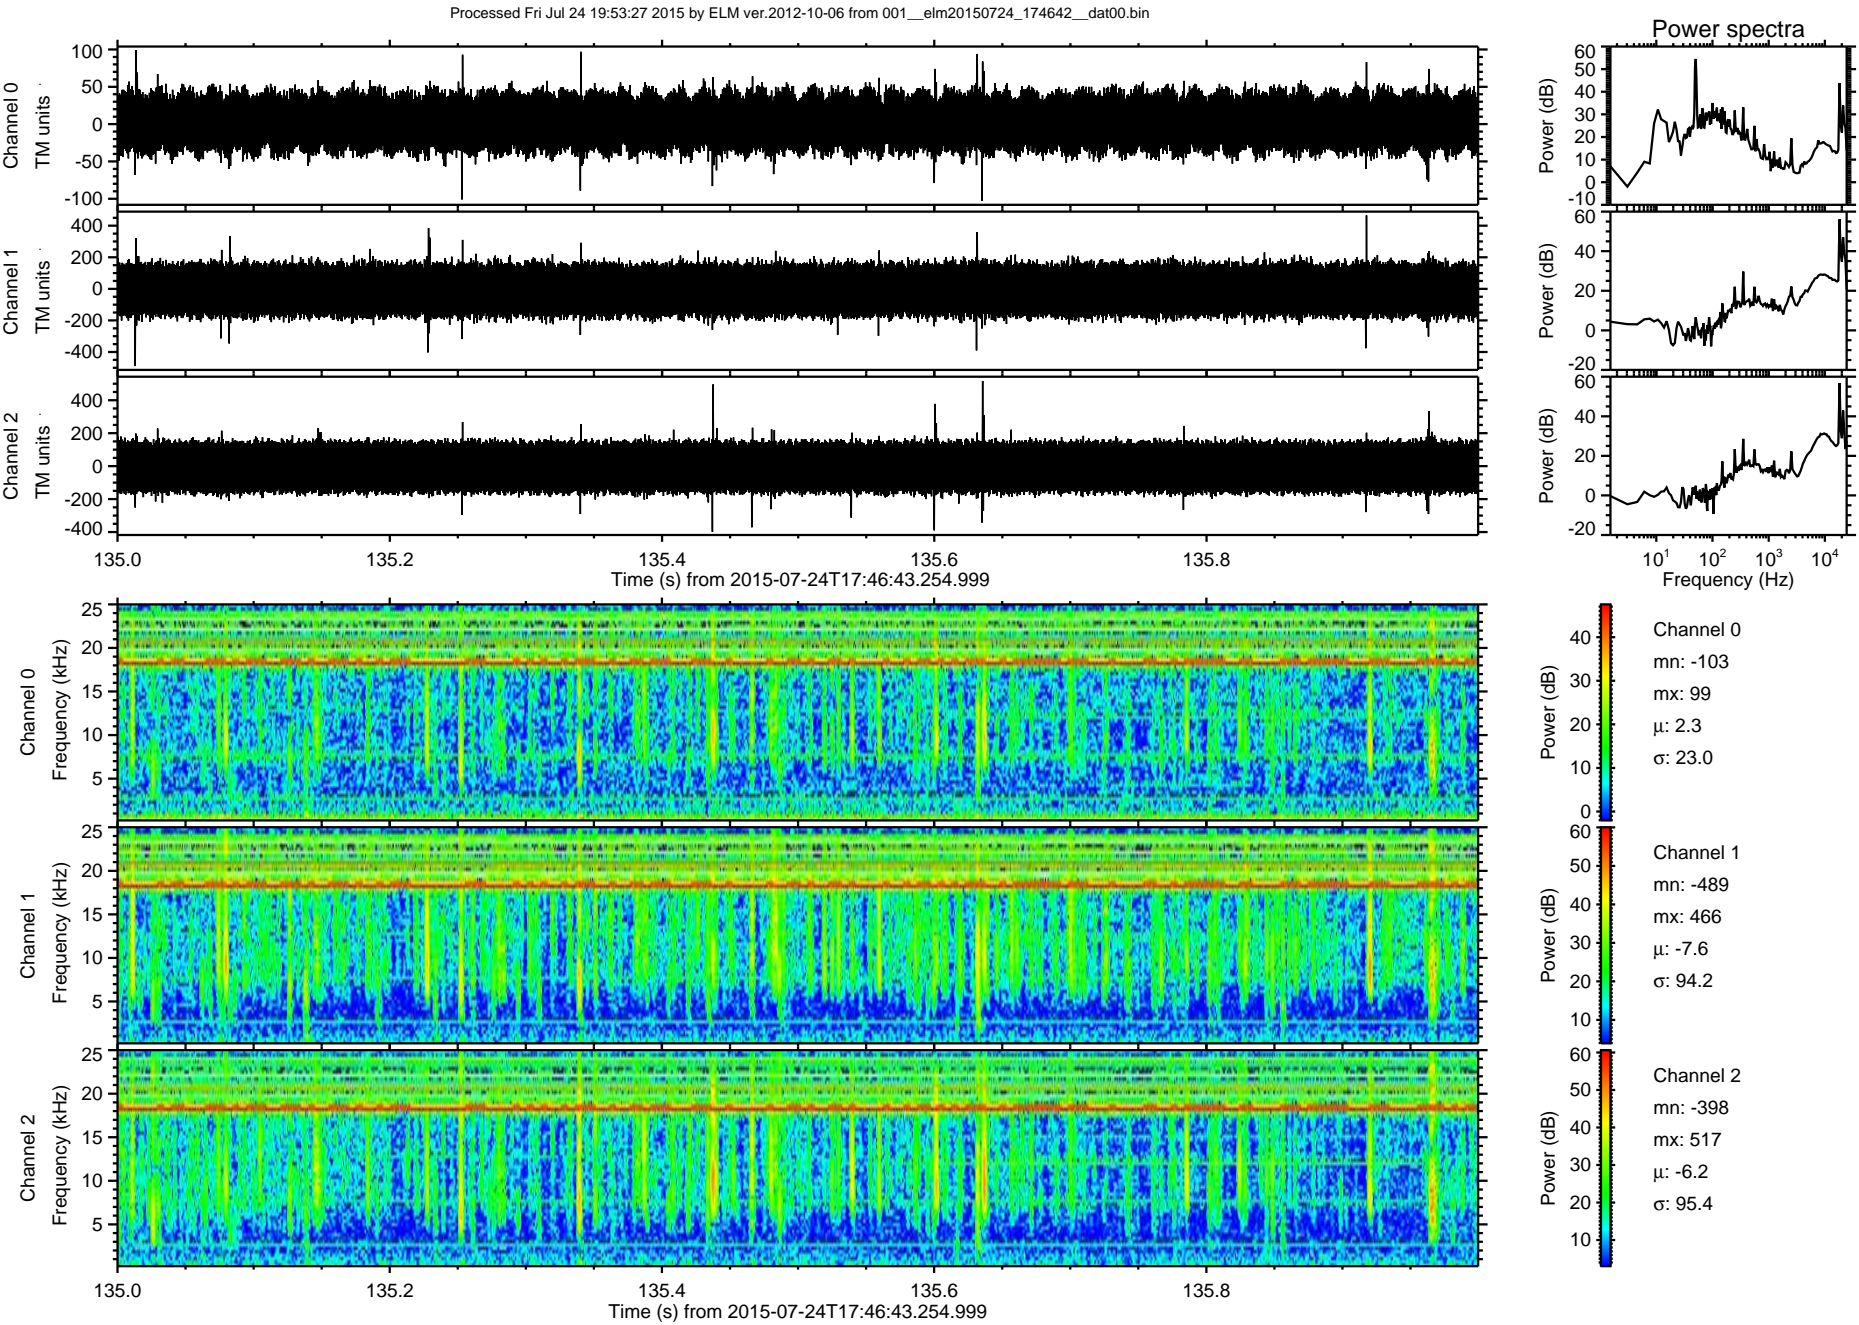 Processed Fri Jul 24 19:53:27 2015 by ELM ver.2012-10-06 from 001__elm20150724_174642__dat00.bin
Power spectra
Channel 0
TM units
100
50
0
-50
-100
Power (dB)
60
50
40
30
20
10
0
-10
Channel 1
TM units
400
200
0
-200
-400
Power (dB)
60
40
20
0
-20
Channel 2
TM units
400
200
0
-200
-400
Power (dB)
60
40
20
0
-20
135.0 135.2 135.4 135.6 135.8
Time (s) from 2015-07-24T17:46:43.254.999
10¹ 10² 10³ 10⁴
Frequency (Hz)
Channel 0
Frequency (kHz)
25
20
15
10
5
Power (dB)
40
30
20
10
0
Channel 0
mn: -103
mx: 99
μ: 2.3
σ: 23.0
Channel 1
Frequency (kHz)
25
20
15
10
5
Power (dB)
60
50
40
30
20
10
Channel 1
mn: -489
mx: 466
μ: -7.6
σ: 94.2
Channel 2
Frequency (kHz)
25
20
15
10
5
Power (dB)
60
50
40
30
20
10
Channel 2
mn: -398
mx: 517
μ: -6.2
σ: 95.4
135.0 135.2 135.4 135.6 135.8
Time (s) from 2015-07-24T17:46:43.254.999